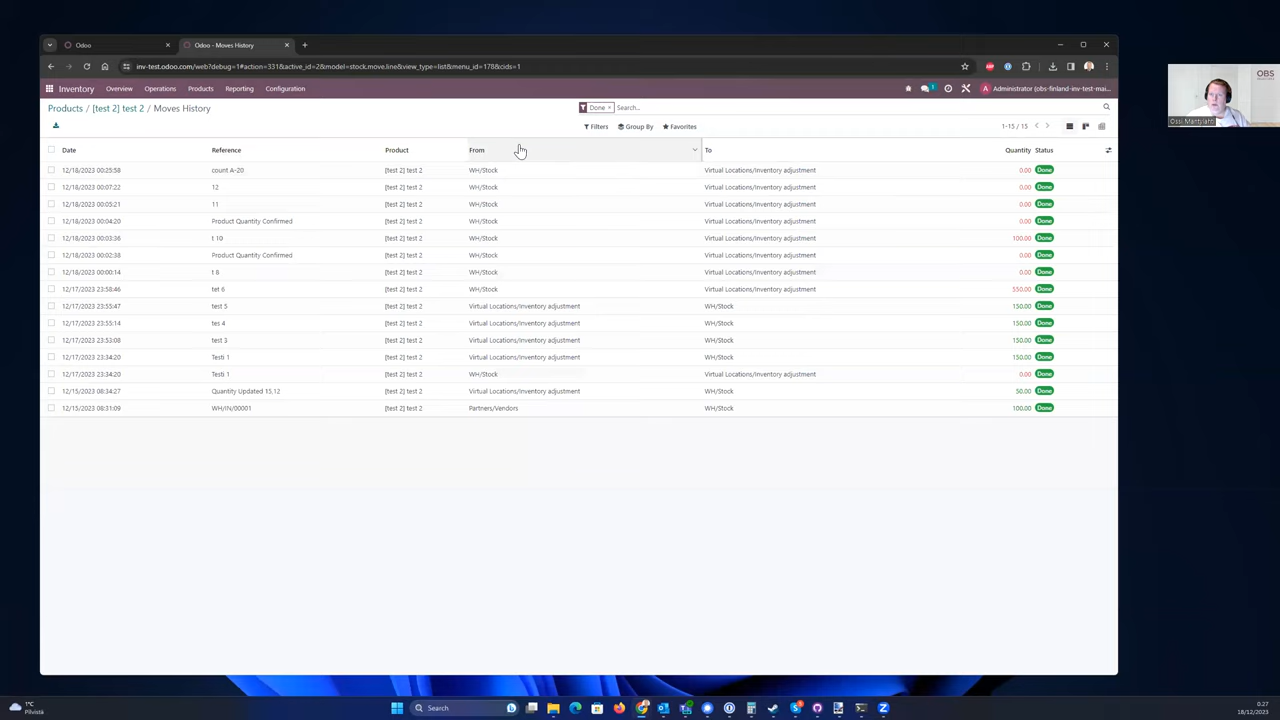 Odoo
Odoo - Moves History
inv-test.odoo.com/web?debug=1#action=331&active_id=2&model=stock.move.line&view_type=list&menu_id=178&cids=1
Inventory Overview Operations Products Reporting Configuration
1 Administrator (obs-finland-inv-test-mai...
Products / [test 2] test 2 / Moves History
Done × Search...
Filters Group By Favorites
1-15 / 15
Date Reference Product From To Quantity Status
12/18/2023 00:25:58 count A-20 [test 2] test 2 WH/Stock Virtual Locations/Inventory adjustment 0.00 Done
12/18/2023 00:07:22 12 [test 2] test 2 WH/Stock Virtual Locations/Inventory adjustment 0.00 Done
12/18/2023 00:05:21 11 [test 2] test 2 WH/Stock Virtual Locations/Inventory adjustment 0.00 Done
12/18/2023 00:04:20 Product Quantity Confirmed [test 2] test 2 WH/Stock Virtual Locations/Inventory adjustment 0.00 Done
12/18/2023 00:03:36 t 10 [test 2] test 2 WH/Stock Virtual Locations/Inventory adjustment 100.00 Done
12/18/2023 00:02:38 Product Quantity Confirmed [test 2] test 2 WH/Stock Virtual Locations/Inventory adjustment 0.00 Done
12/18/2023 00:00:14 t 8 [test 2] test 2 WH/Stock Virtual Locations/Inventory adjustment 0.00 Done
12/17/2023 23:58:46 tet 6 [test 2] test 2 WH/Stock Virtual Locations/Inventory adjustment 550.00 Done
12/17/2023 23:55:47 test 5 [test 2] test 2 Virtual Locations/Inventory adjustment WH/Stock 150.00 Done
12/17/2023 23:55:14 tes 4 [test 2] test 2 Virtual Locations/Inventory adjustment WH/Stock 150.00 Done
12/17/2023 23:53:08 test 3 [test 2] test 2 Virtual Locations/Inventory adjustment WH/Stock 150.00 Done
12/17/2023 23:34:20 Testi 1 [test 2] test 2 Virtual Locations/Inventory adjustment WH/Stock 150.00 Done
12/17/2023 23:34:20 Testi 1 [test 2] test 2 WH/Stock Virtual Locations/Inventory adjustment 0.00 Done
12/15/2023 08:34:27 Quantity Updated 15.12 [test 2] test 2 Virtual Locations/Inventory adjustment WH/Stock 50.00 Done
12/15/2023 08:31:09 WH/IN/00001 [test 2] test 2 Partners/Vendors WH/Stock 100.00 Done
OBS
Ossi Mäntylahti
1°C
Pilvistä
Search
0.27
18/12/2023